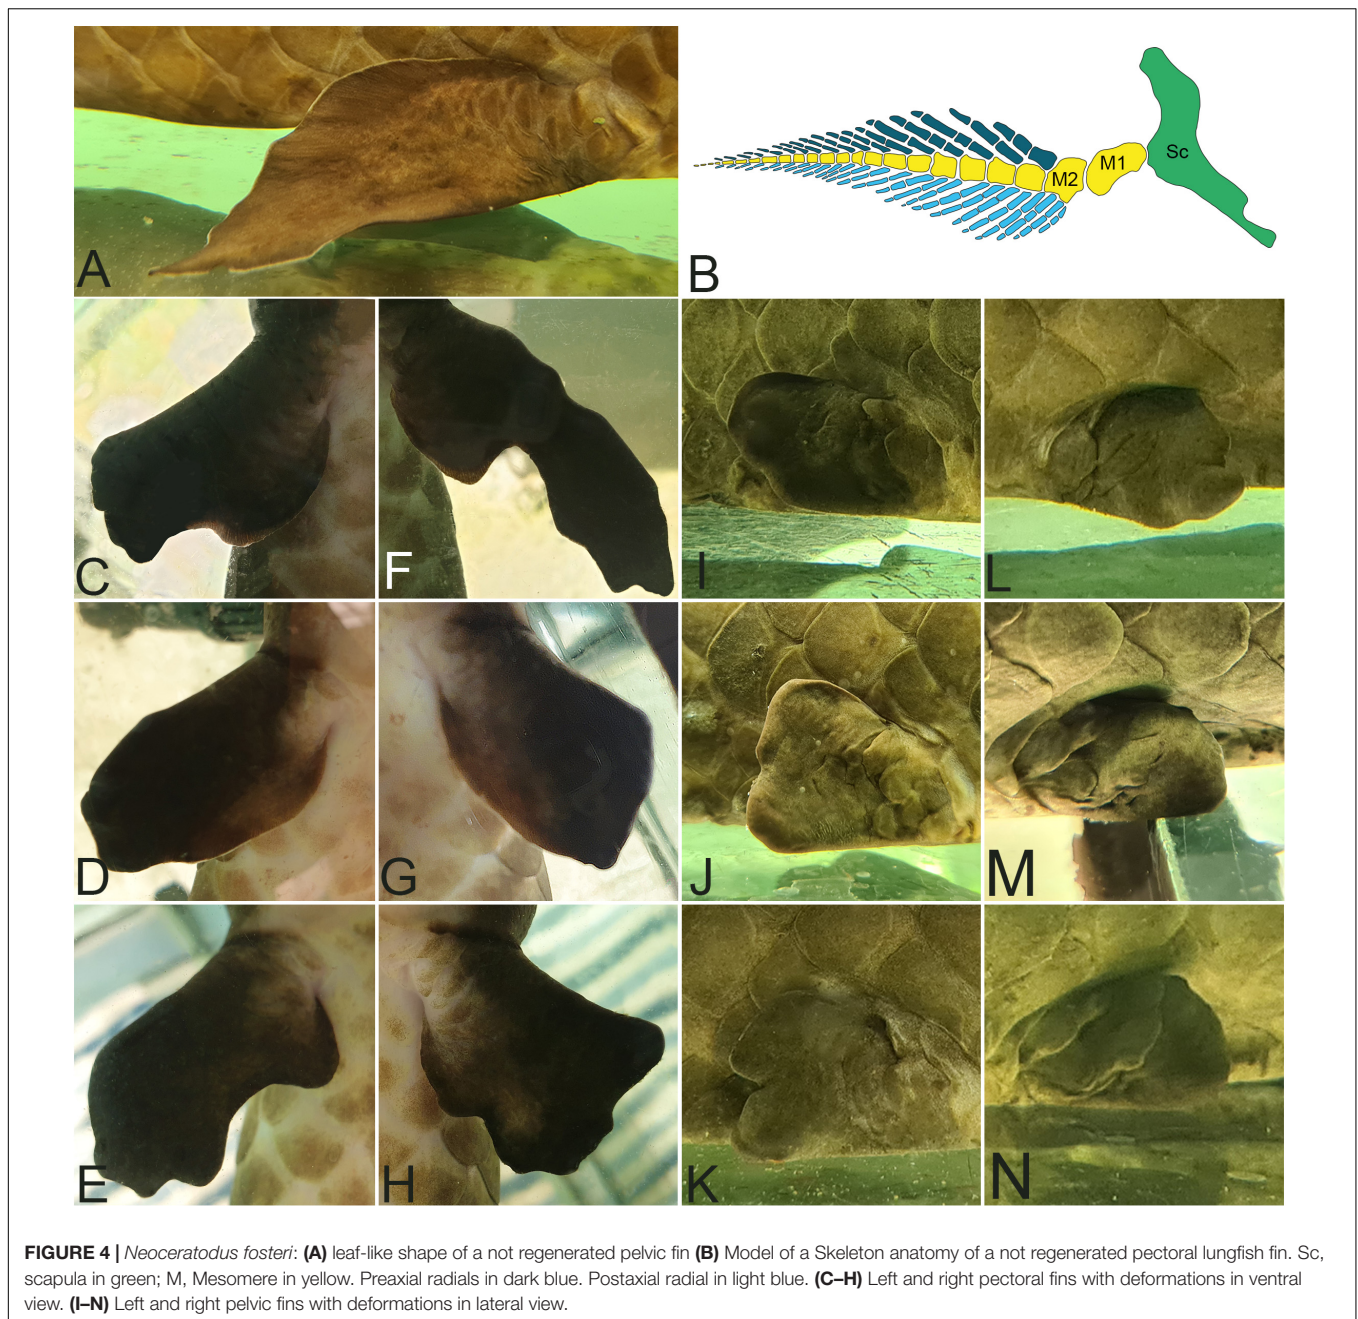 A
B
M2
M1
Sc
C
F
I
L
D
G
J
M
E
H
K
N
FIGURE 4 | Neoceratodus fosteri: (A) leaf-like shape of a not regenerated pelvic fin (B) Model of a Skeleton anatomy of a not regenerated pectoral lungfish fin. Sc,
scapula in green; M, Mesomere in yellow. Preaxial radials in dark blue. Postaxial radial in light blue. (C–H) Left and right pectoral fins with deformations in ventral
view. (I–N) Left and right pelvic fins with deformations in lateral view.